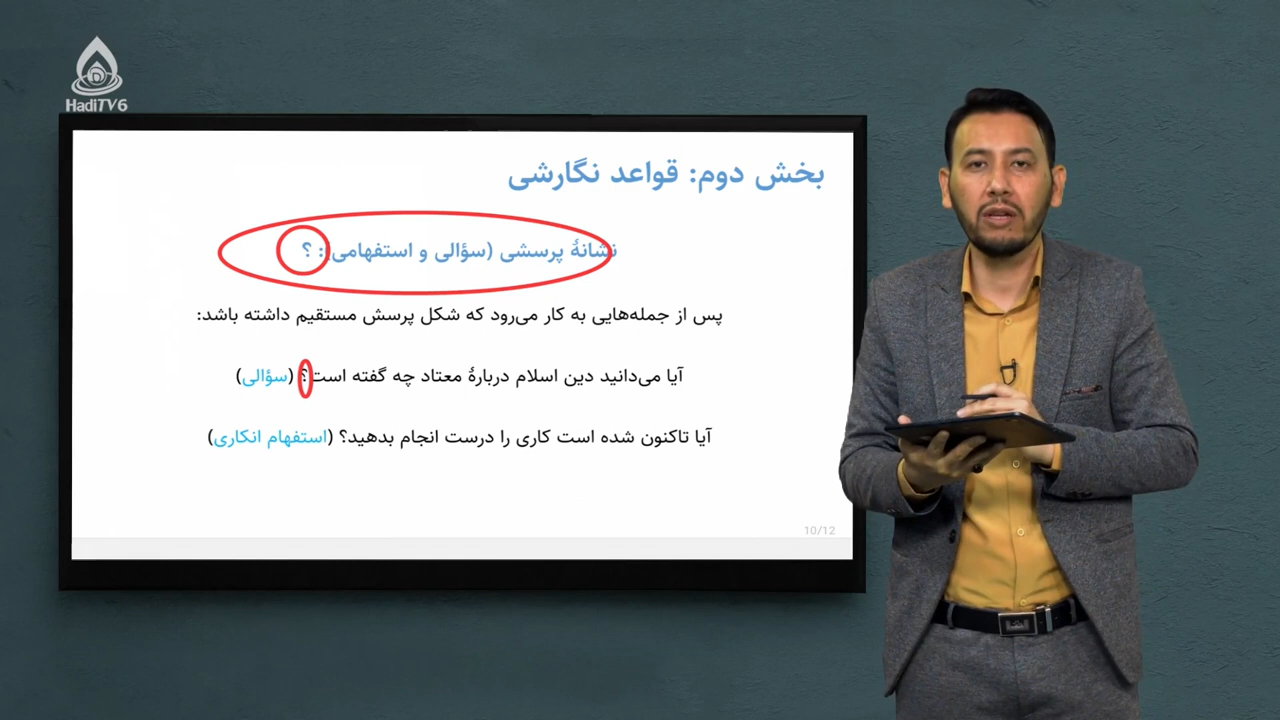 HadiTV6
بخش دوم: قواعد نگارشی
نشانهٔ پرسشی (سؤالی و استفهامی): ؟
پس از جمله‌هایی به کار می‌رود که شکل پرسش مستقیم داشته باشد:
آیا می‌دانید دین اسلام دربارهٔ معتاد چه گفته است؟ (سؤالی)
آیا تاکنون شده است کاری را درست انجام بدهید؟ (استفهام انکاری)
10/12